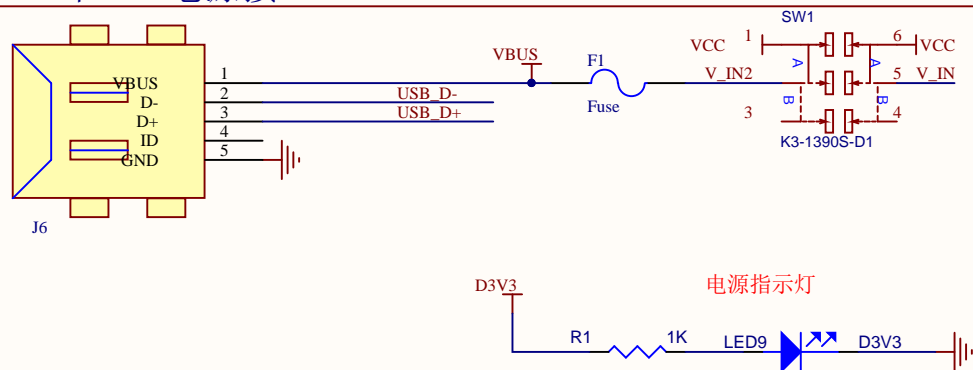 SW1
VBUS
F1
VCC
1
6
VCC
A
A
VBUS
1
V_IN2
5
V_IN
D-
2
USB_D-
Fuse
B
B
D+
3
USB_D+
3
4
ID
4
K3-1390S-D1
GND
5
J6
D3V3
电源指示灯
R1
1K
LED9
D3V3